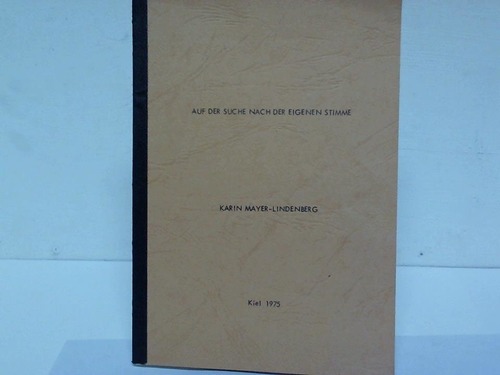 AUF DER SUCHE NACH DER EIGENEN STIMME
KARIN MAYER-LINDENBERG
Kiel 1975